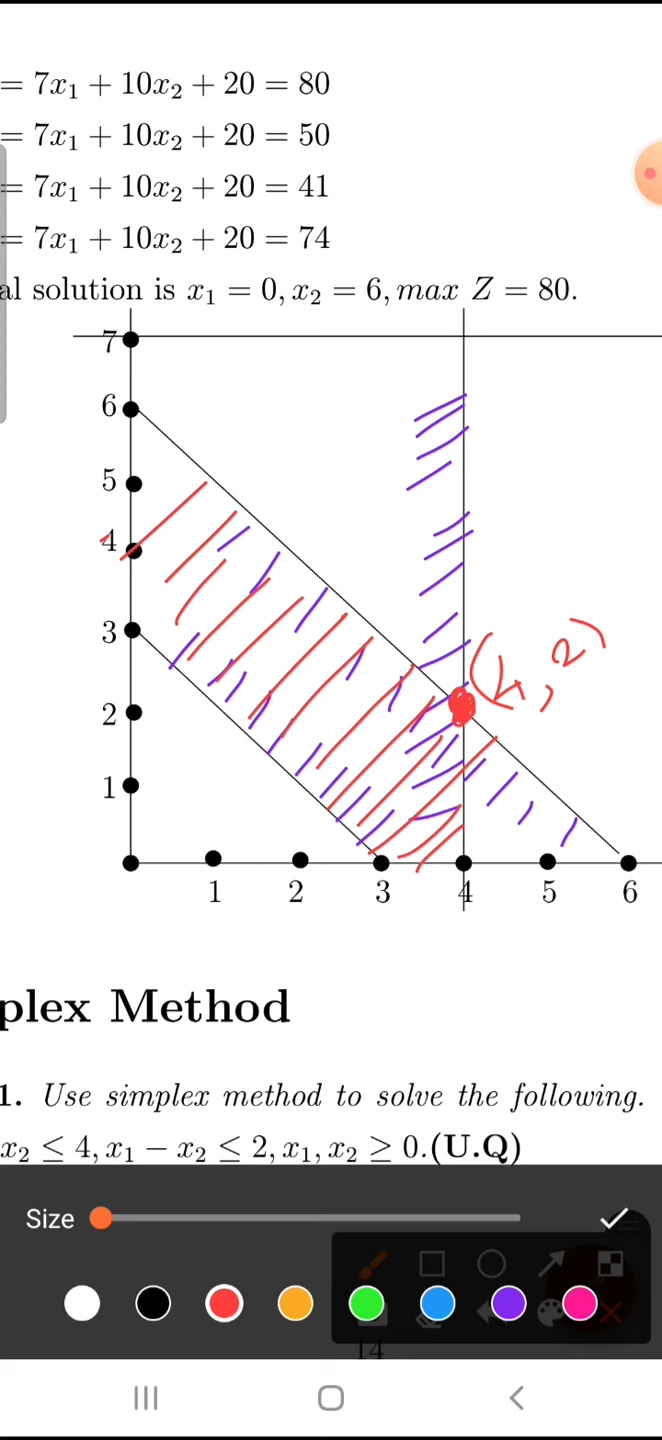 = 7x₁ + 10x₂ + 20 = 80
= 7x₁ + 10x₂ + 20 = 50
= 7x₁ + 10x₂ + 20 = 41
= 7x₁ + 10x₂ + 20 = 74
al solution is x₁ = 0, x₂ = 6, max Z = 80.
7
6
5
4
3
2
1
(4, 2)
1 2 3 4 5 6
plex Method
1. Use simplex method to solve the following.
x₂ ≤ 4, x₁ − x₂ ≤ 2, x₁, x₂ ≥ 0.(U.Q)
Size
14